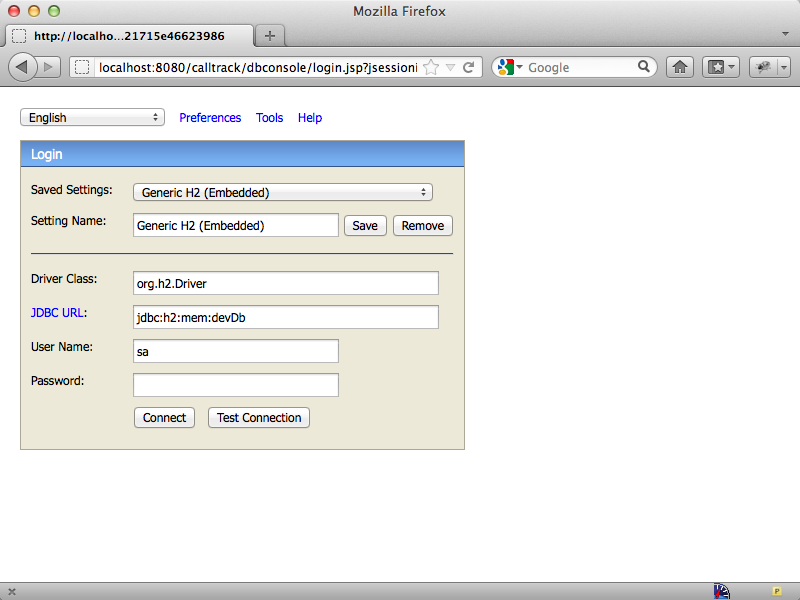 Mozilla Firefox
http://localho...21715e46623986
localhost:8080/calltrack/dbconsole/login.jsp?jsessioni
Google
English Preferences Tools Help
Login
Saved Settings: Generic H2 (Embedded)
Setting Name: Generic H2 (Embedded) Save Remove
Driver Class: org.h2.Driver
JDBC URL: jdbc:h2:mem:devDb
User Name: sa
Password:
Connect Test Connection
P